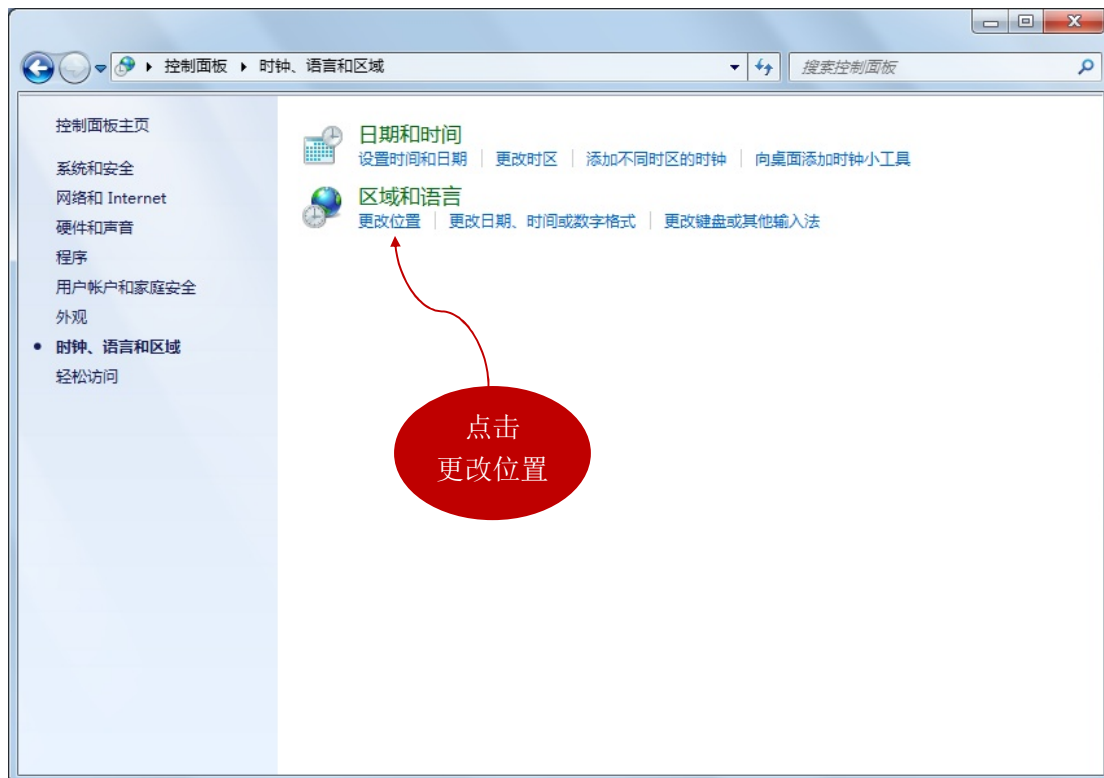 控制面板 时钟、语言和区域 搜索控制面板
控制面板主页
系统和安全
网络和 Internet
硬件和声音
程序
用户帐户和家庭安全
外观
时钟、语言和区域
轻松访问
日期和时间
设置时间和日期 更改时区 添加不同时区的时钟 向桌面添加时钟小工具
区域和语言
更改位置 更改日期、时间或数字格式 更改键盘或其他输入法
点击
更改位置